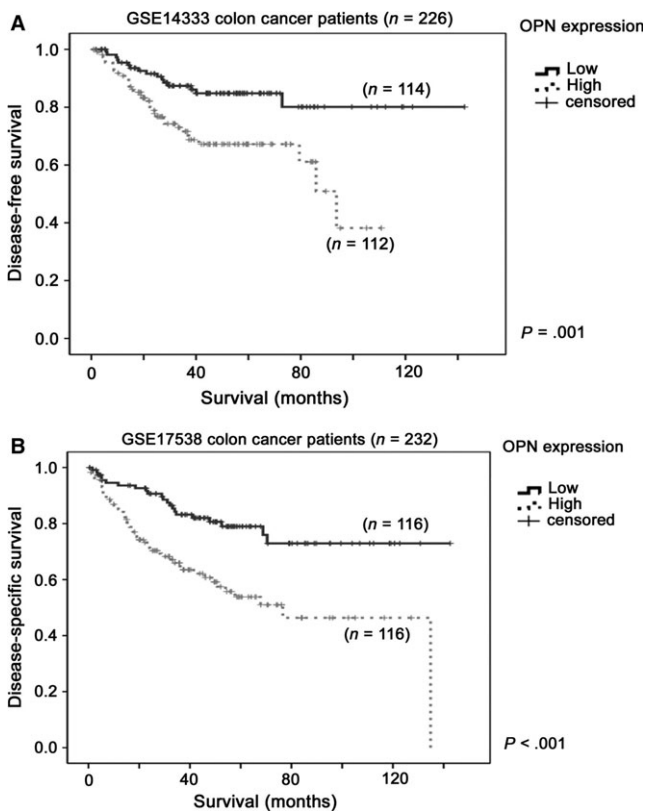 A
GSE14333 colon cancer patients (n = 226)
OPN expression
Low
High
censored
Disease-free survival
1.0
0.8
0.6
0.4
0.2
0.0
(n = 114)
(n = 112)
P = .001
0 40 80 120
Survival (months)
B
GSE17538 colon cancer patients (n = 232)
OPN expression
Low
High
censored
Disease-specific survival
1.0
0.8
0.6
0.4
0.2
0.0
(n = 116)
(n = 116)
P < .001
0 40 80 120
Survival (months)